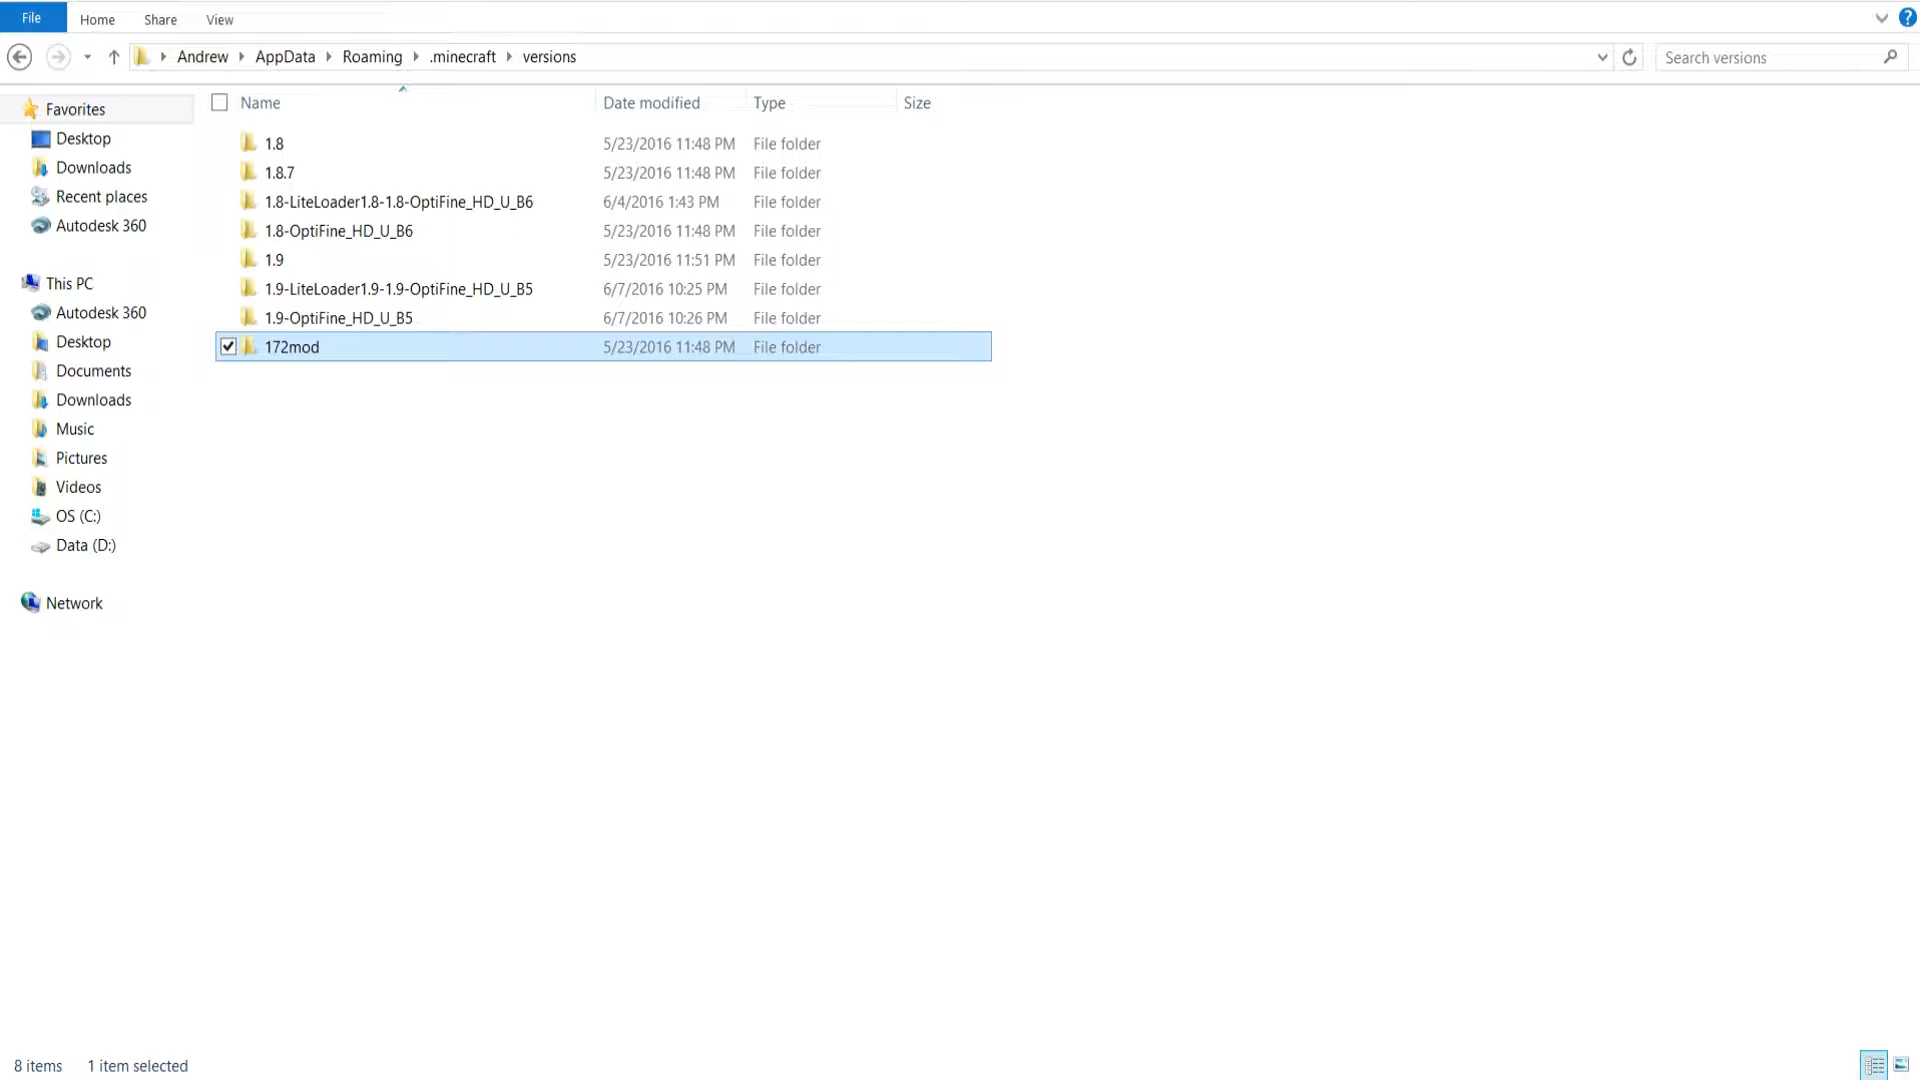 File Home Share View
Andrew AppData Roaming .minecraft versions Search versions
Name Date modified Type Size
Favorites
Desktop
Downloads
Recent places
Autodesk 360
This PC
Autodesk 360
Desktop
Documents
Downloads
Music
Pictures
Videos
OS (C:)
Data (D:)
Network
1.8 5/23/2016 11:48 PM File folder
1.8.7 5/23/2016 11:48 PM File folder
1.8-LiteLoader1.8-1.8-OptiFine_HD_U_B6 6/4/2016 1:43 PM File folder
1.8-OptiFine_HD_U_B6 5/23/2016 11:48 PM File folder
1.9 5/23/2016 11:51 PM File folder
1.9-LiteLoader1.9-1.9-OptiFine_HD_U_B5 6/7/2016 10:25 PM File folder
1.9-OptiFine_HD_U_B5 6/7/2016 10:26 PM File folder
172mod 5/23/2016 11:48 PM File folder
8 items 1 item selected